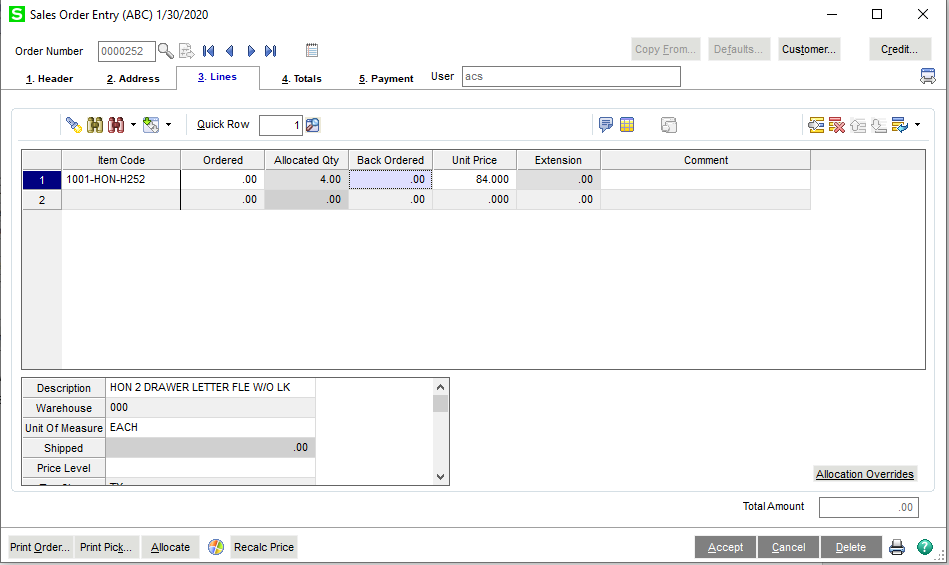 S Sales Order Entry (ABC) 1/30/2020
Order Number 0000252 Copy From... Defaults... Customer... Credit...
1. Header 2. Address 3. Lines 4. Totals 5. Payment User acs
Quick Row 1
Item Code Ordered Allocated Qty Back Ordered Unit Price Extension Comment
1 1001-HON-H252 .00 4.00 .00 84.000 .00
2 .00 .00 .00 .000 .00
Description HON 2 DRAWER LETTER FLE W/O LK
Warehouse 000
Unit Of Measure EACH
Shipped .00
Price Level
Allocation Overrides
Total Amount .00
Print Order... Print Pick... Allocate Recalc Price Accept Cancel Delete ?